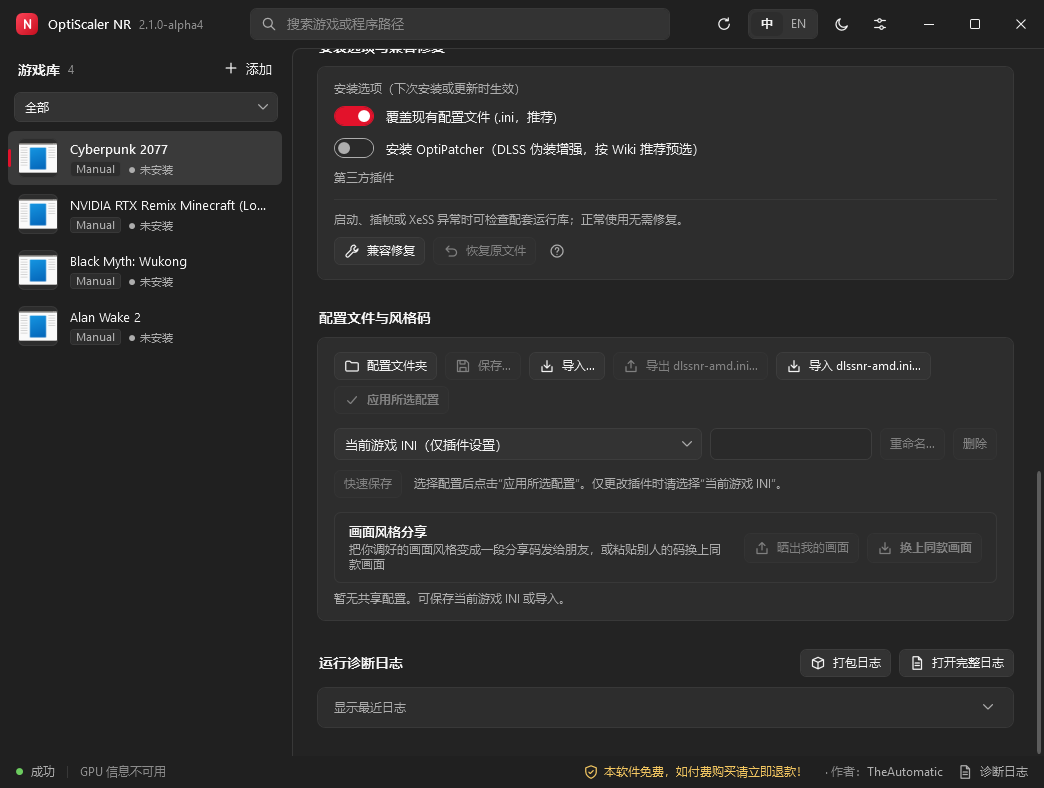 N OptiScaler NR 2.1.0-alpha4 搜索游戏或程序路径 中 EN
游戏库 4 添加
全部
Cyberpunk 2077
Manual 未安装
NVIDIA RTX Remix Minecraft (Lo...
Manual 未安装
Black Myth: Wukong
Manual 未安装
Alan Wake 2
Manual 未安装
安装选项与兼容修复
安装选项（下次安装或更新时生效）
覆盖现有配置文件 (.ini，推荐)
安装 OptiPatcher（DLSS 伪装增强，按 Wiki 推荐预选）
第三方插件
启动、插帧或 XeSS 异常时可检查配套运行库；正常使用无需修复。
兼容修复 恢复原文件
配置文件与风格码
配置文件夹 保存... 导入... 导出 dlssnr-amd.ini... 导入 dlssnr-amd.ini...
应用所选配置
当前游戏 INI（仅插件设置） 重命名... 删除
快速保存 选择配置后点击“应用所选配置”。仅更改插件时请选择“当前游戏 INI”。
画面风格分享
把你调好的画面风格变成一段分享码发给朋友，或粘贴别人的码换上同
款画面
晒出我的画面 换上同款画面
暂无共享配置。可保存当前游戏 INI 或导入。
运行诊断日志 打包日志 打开完整日志
显示最近日志
成功 GPU 信息不可用 本软件免费，如付费购买请立即退款！ · 作者：TheAutomatic 诊断日志